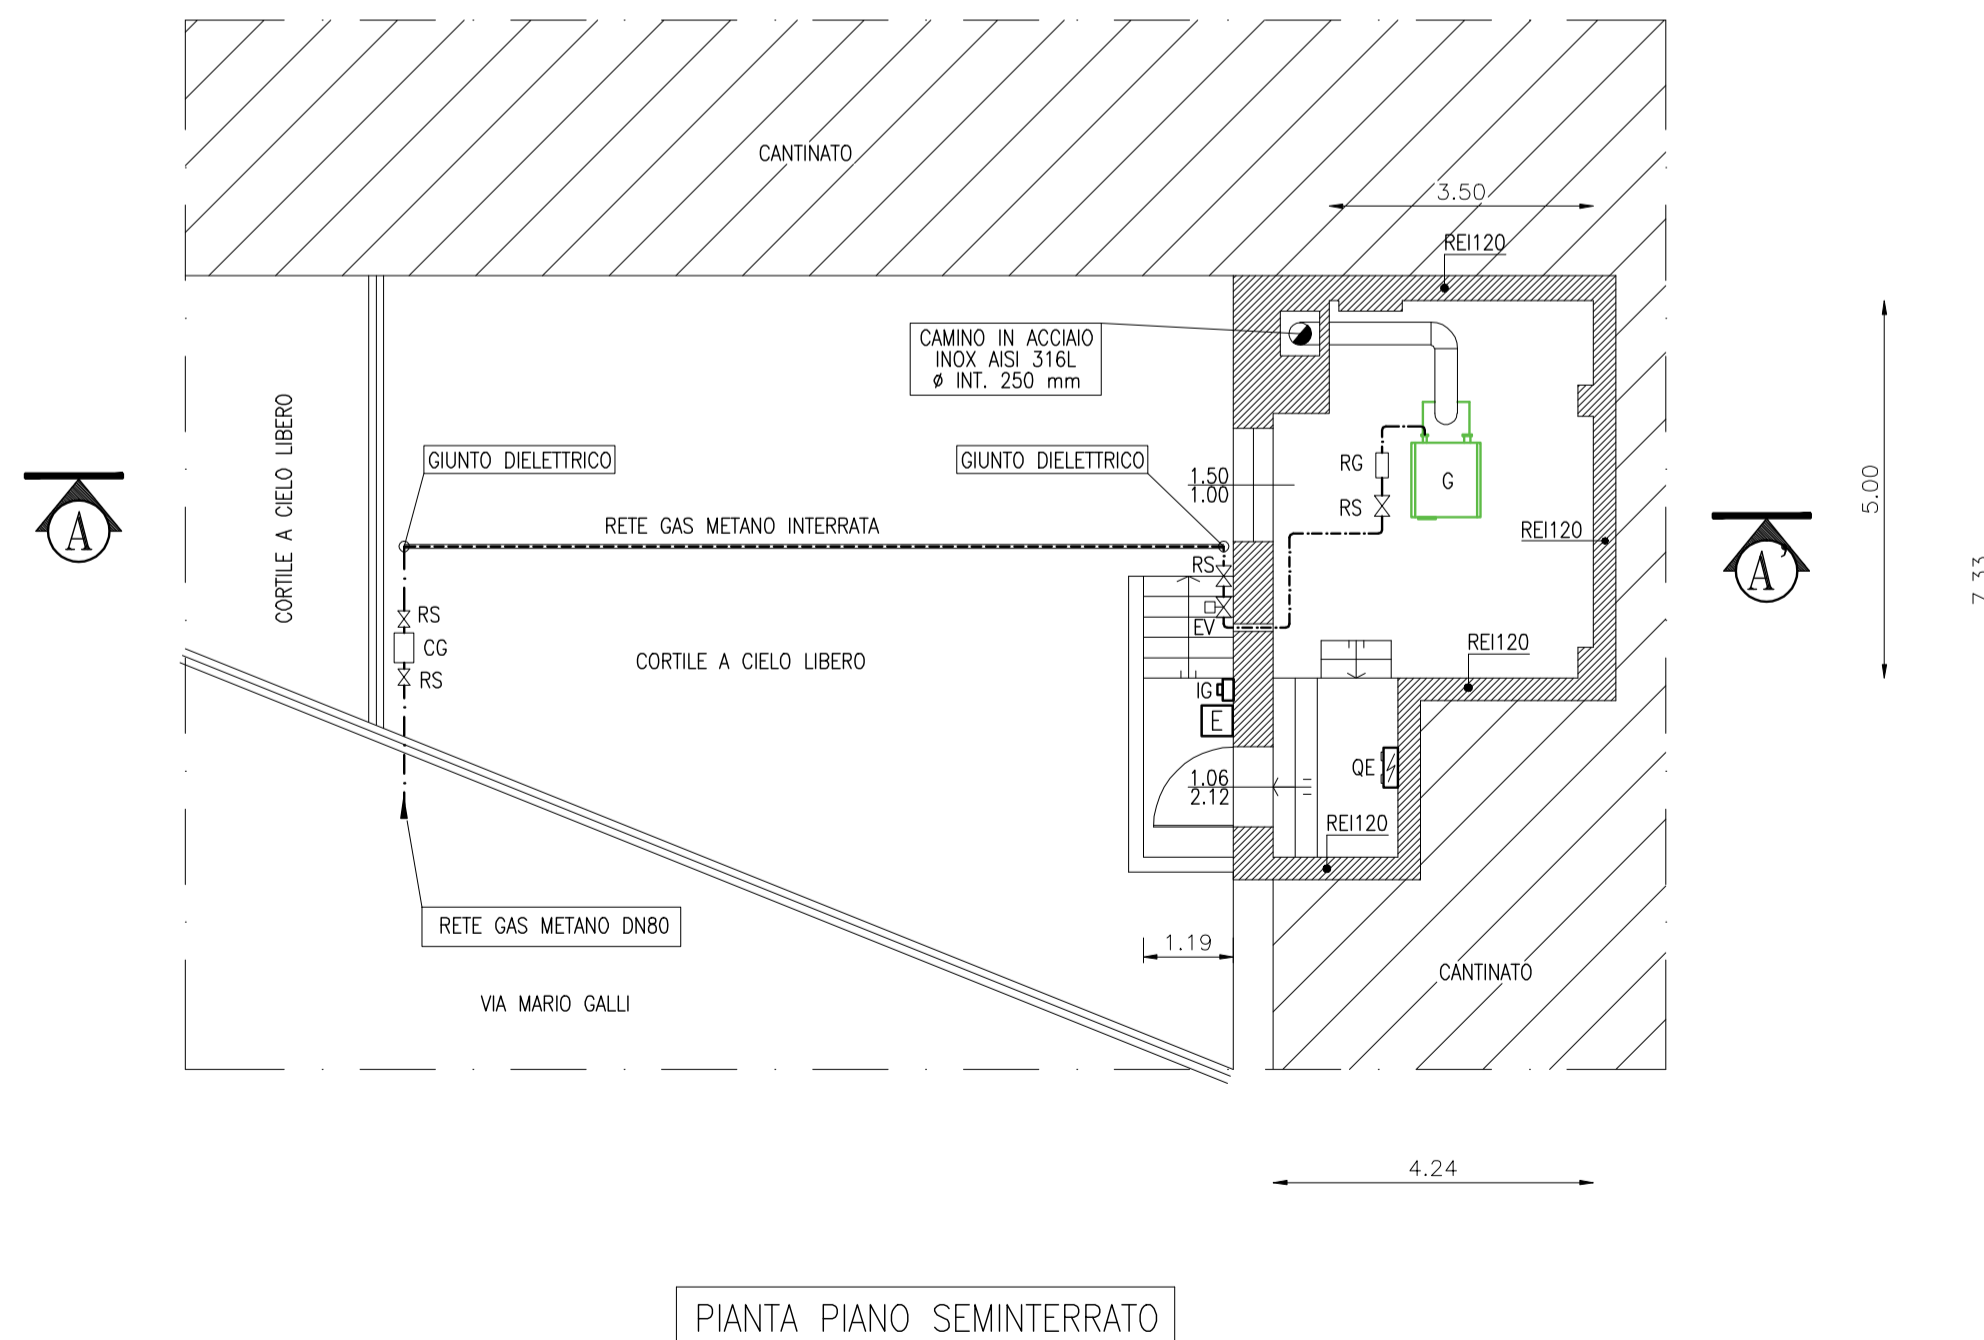 CANTINATO
3.50
REI120
CAMINO IN ACCIAIO
INOX AISI 316L
Ø INT. 250 mm
CORTILE A CIELO LIBERO
GIUNTO DIELETTRICO
GIUNTO DIELETTRICO
RG
G
RS
1.50
1.00
5.00
A
RETE GAS METANO INTERRATA
REI120
A'
7.33
RS
EV
RS
CG
RS
CORTILE A CIELO LIBERO
REI120
IG
E
QE
1.06
2.12
REI120
RETE GAS METANO DN80
1.19
CANTINATO
VIA MARIO GALLI
4.24
PIANTA PIANO SEMINTERRATO